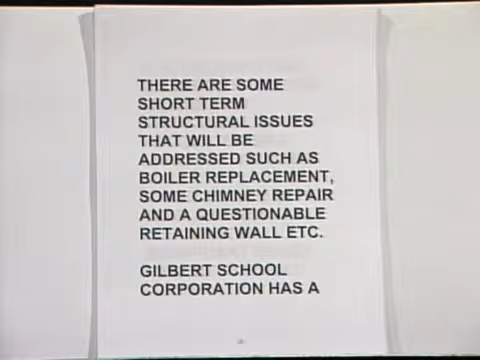 THERE ARE SOME
SHORT TERM
STRUCTURAL ISSUES
THAT WILL BE
ADDRESSED SUCH AS
BOILER REPLACEMENT,
SOME CHIMNEY REPAIR
AND A QUESTIONABLE
RETAINING WALL ETC.
GILBERT SCHOOL
CORPORATION HAS A